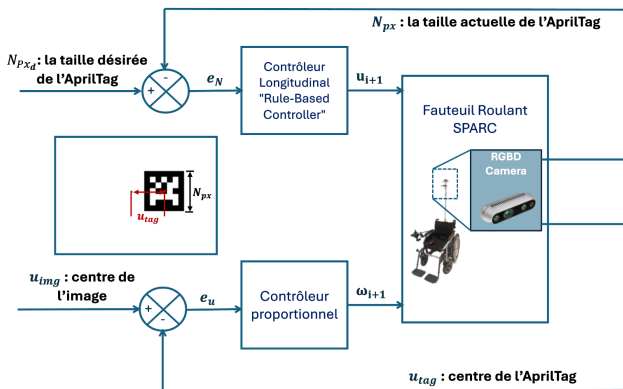 N_px : la taille actuelle de l'AprilTag
N_Px_d : la taille désirée
de l'AprilTag
-
+
e_N
Contrôleur
Longitudinal
"Rule-Based
Controller"
u_i+1
Fauteuil Roulant
SPARC
RGBD
Camera
N_px
u_tag
u_img : centre de
l'image
+
-
e_u
Contrôleur
proportionnel
ω_i+1
u_tag : centre de l'AprilTag